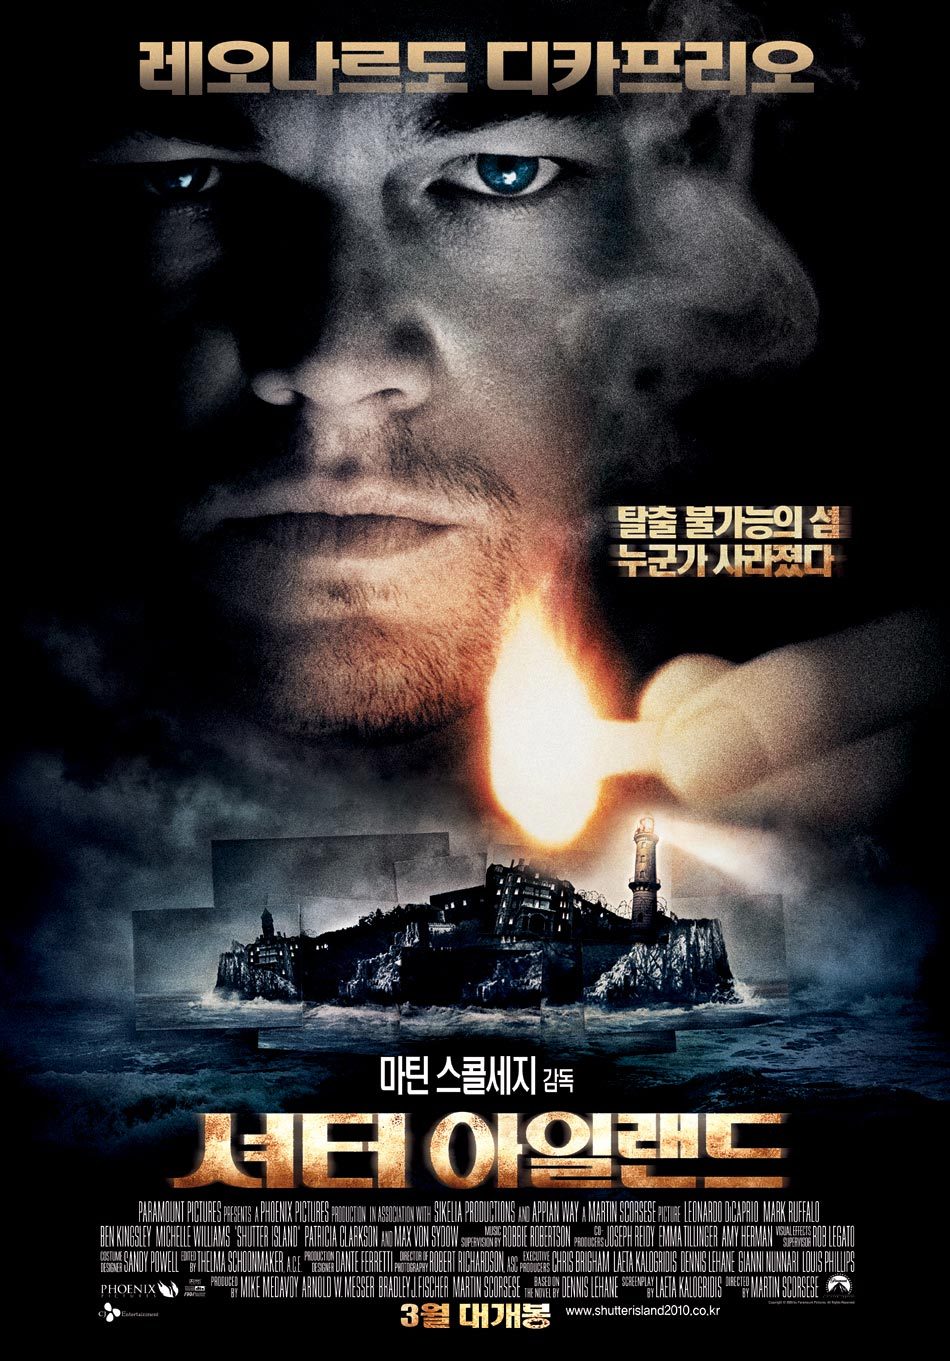 레오나르도 디카프리오
탈출 불가능의 섬
누군가 사라졌다
마틴 스콜세지 감독
셔터 아일랜드
PARAMOUNT PICTURES PRESENTS A PHOENIX PICTURES PRODUCTION IN ASSOCIATION WITH SIKELIA PRODUCTIONS AND APPIAN WAY A MARTIN SCORSESE PICTURE LEONARDO DiCAPRIO MARK RUFFALO
BEN KINGSLEY MICHELLE WILLIAMS "SHUTTER ISLAND" PATRICIA CLARKSON AND MAX VON SYDOW MUSIC SUPERVISION BY ROBBIE ROBERTSON CO-PRODUCERS JOSEPH REIDY EMMA TILLINGER AMY HERMAN VISUAL EFFECTS SUPERVISOR ROB LEGATO
COSTUME DESIGNER SANDY POWELL EDITED BY THELMA SCHOONMAKER A.C.E. PRODUCTION DESIGNER DANTE FERRETTI DIRECTOR OF PHOTOGRAPHY ROBERT RICHARDSON, ASC EXECUTIVE PRODUCERS CHRIS BRIGHAM LAETA KALOGRIDIS DENNIS LEHANE GIANNI NUNNARI LOUIS PHILLIPS
PRODUCED BY MIKE MEDAVOY ARNOLD W. MESSER BRADLEY J. FISCHER MARTIN SCORSESE BASED ON THE NOVEL BY DENNIS LEHANE SCREENPLAY BY LAETA KALOGRIDIS DIRECTED BY MARTIN SCORSESE
PHOENIX PICTURES
CJ Entertainment
3월 대개봉 www.shutterisland2010.co.kr